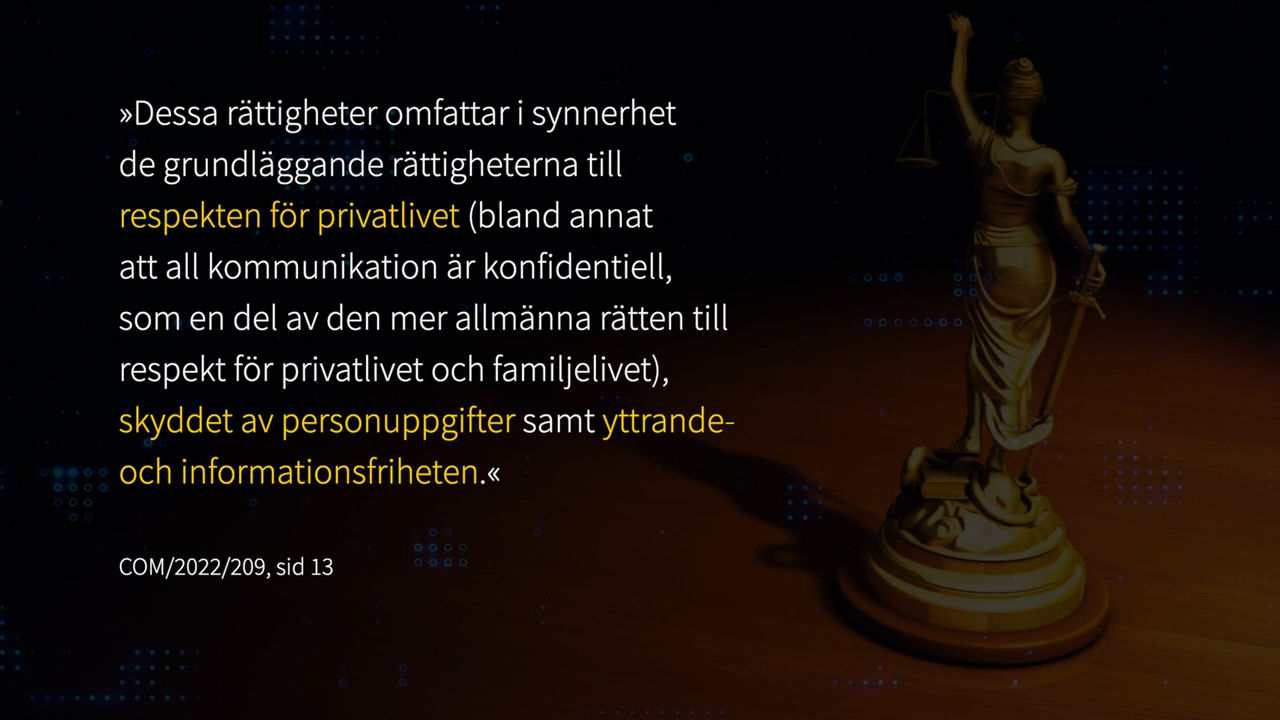 »Dessa rättigheter omfattar i synnerhet
de grundläggande rättigheterna till
respekten för privatlivet (bland annat
att all kommunikation är konfidentiell,
som en del av den mer allmänna rätten till
respekt för privatlivet och familjelivet),
skyddet av personuppgifter samt yttrande-
och informationsfriheten.«
COM/2022/209, sid 13